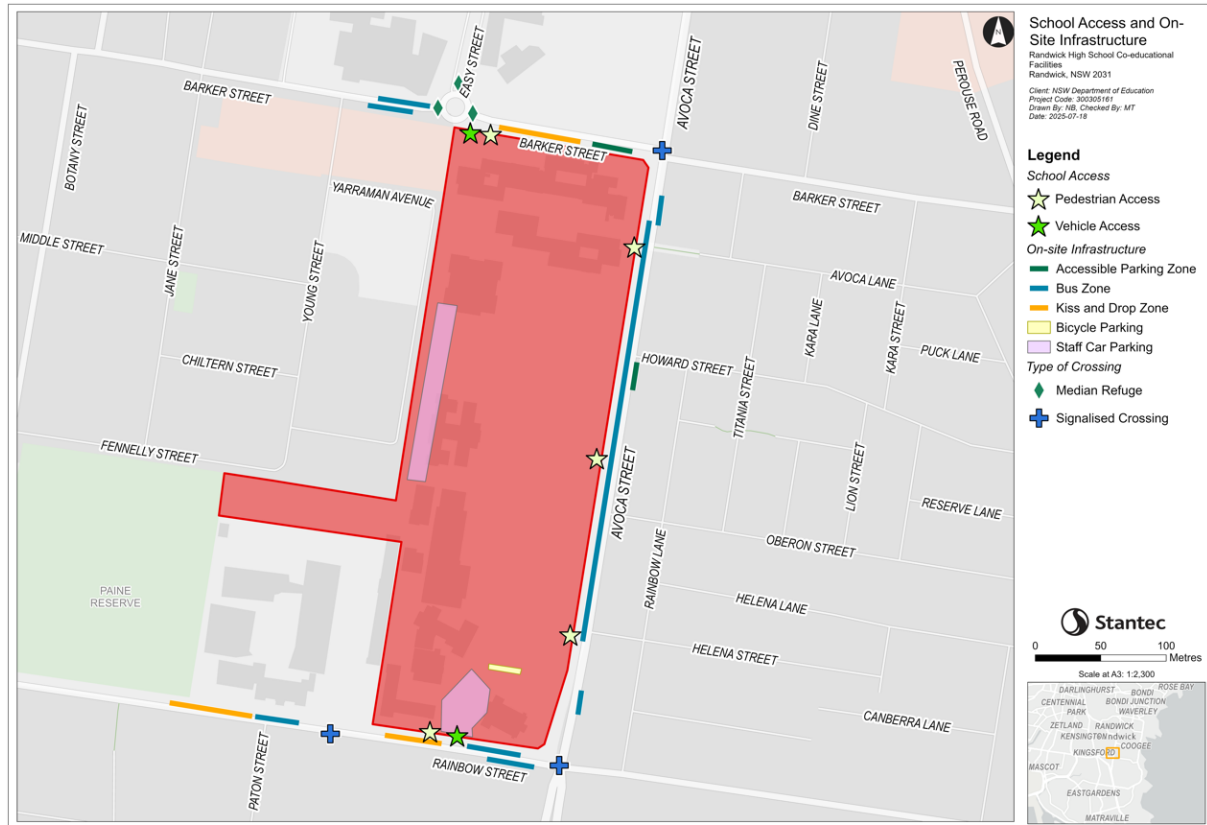 School Access and On-
Site Infrastructure
Randwick High School Co-educational
Facilities
Randwick, NSW 2031
Client: NSW Department of Education
Project Code: 300305161
Drawn By: NB, Checked By: MT
Date: 2025-07-18
Legend
School Access
Pedestrian Access
Vehicle Access
On-site Infrastructure
Accessible Parking Zone
Bus Zone
Kiss and Drop Zone
Bicycle Parking
Staff Car Parking
Type of Crossing
Median Refuge
Signalised Crossing
Stantec
0 50 100
Metres
Scale at A3: 1:2,300
ROSE BAY
DARLINGHURST
BONDI
CENTENNIAL
PARK
BONDI JUNCTION
WAVERLEY
ZETLAND
RANDWICK
KENSINGTON
ndwick
COOGEE
KINGSFORD
MASCOT
EASTGARDENS
MATRAVILLE
N
BARKER STREET
EASY STREET
AVOCA STREET
DINE STREET
PEROUSE ROAD
BOTANY STREET
BARKER STREET
YARRAMAN AVENUE
BARKER STREET
MIDDLE STREET
JANE STREET
YOUNG STREET
AVOCA LANE
KARA LANE
KARA STREET
PUCK LANE
CHILTERN STREET
HOWARD STREET
TITANIA STREET
FENNELLY STREET
LION STREET
AVOCA STREET
RESERVE LANE
RAINBOW LANE
OBERON STREET
PAINE
RESERVE
HELENA LANE
HELENA STREET
CANBERRA LANE
PATON STREET
RAINBOW STREET